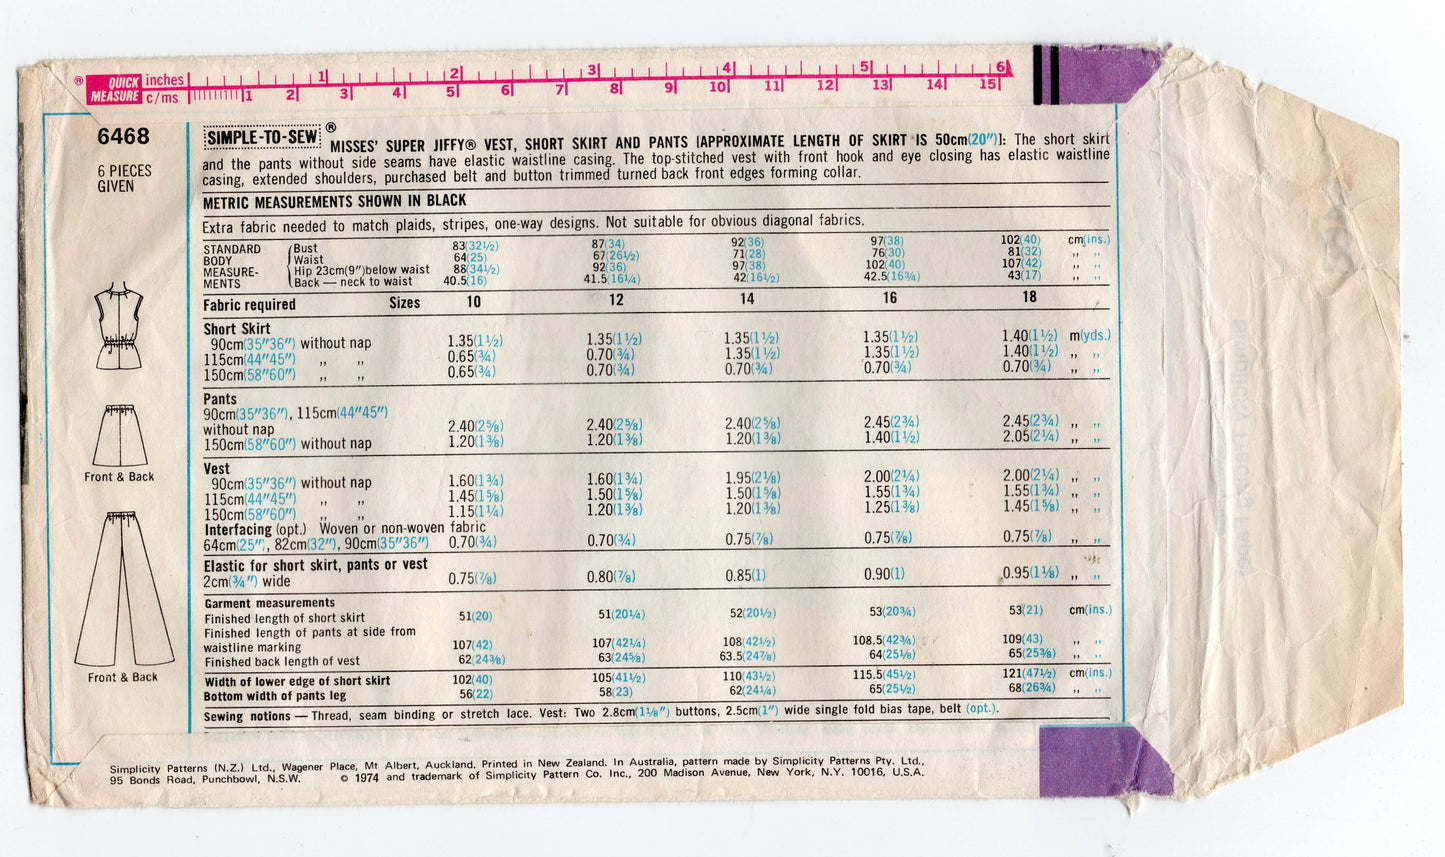 ® QUICK MEASURE inches 1 2 3 4 5 6
c/ms 1 2 3 4 5 6 7 8 9 10 11 12 13 14 15
6468
6 PIECES
GIVEN
Front & Back
Front & Back
SIMPLE-TO-SEW ® MISSES' SUPER JIFFY® VEST, SHORT SKIRT AND PANTS [APPROXIMATE LENGTH OF SKIRT IS 50cm(20")]: The short skirt
and the pants without side seams have elastic waistline casing. The top-stitched vest with front hook and eye closing has elastic waistline
casing, extended shoulders, purchased belt and button trimmed turned back front edges forming collar.
METRIC MEASUREMENTS SHOWN IN BLACK
Extra fabric needed to match plaids, stripes, one-way designs. Not suitable for obvious diagonal fabrics.
STANDARD Bust 83(32½) 87(34) 92(36) 97(38) 102(40) cm(ins.)
BODY Waist 64(25) 67(26½) 71(28) 76(30) 81(32) ,, ,,
MEASURE- Hip 23cm(9")below waist 88(34½) 92(36) 97(38) 102(40) 107(42) ,, ,,
MENTS Back — neck to waist 40.5(16) 41.5(16¼) 42(16½) 42.5(16¾) 43(17) ,, ,,
Fabric required Sizes 10 12 14 16 18
Short Skirt
90cm(35"36") without nap 1.35(1½) 1.35(1½) 1.35(1½) 1.35(1½) 1.40(1½) m(yds.)
115cm(44"45") ,, ,, 0.65(¾) 0.70(¾) 1.35(1½) 1.35(1½) 1.40(1½) ,, ,,
150cm(58"60") ,, ,, 0.65(¾) 0.70(¾) 0.70(¾) 0.70(¾) 0.70(¾) ,, ,,
Pants
90cm(35"36"), 115cm(44"45")
without nap 2.40(2⅝) 2.40(2⅝) 2.40(2⅝) 2.45(2¾) 2.45(2¾) ,, ,,
150cm(58"60") without nap 1.20(1⅜) 1.20(1⅜) 1.20(1⅜) 1.40(1½) 2.05(2¼) ,, ,,
Vest
90cm(35"36") without nap 1.60(1¾) 1.60(1¾) 1.95(2⅛) 2.00(2¼) 2.00(2¼) ,, ,,
115cm(44"45") ,, ,, 1.45(1⅝) 1.50(1⅝) 1.50(1⅝) 1.55(1¾) 1.55(1¾) ,, ,,
150cm(58"60") ,, ,, 1.15(1¼) 1.20(1⅜) 1.20(1⅜) 1.25(1⅜) 1.45(1⅝) ,, ,,
Interfacing (opt.) Woven or non-woven fabric
64cm(25"), 82cm(32"), 90cm(35"36") 0.70(¾) 0.70(¾) 0.75(⅞) 0.75(⅞) 0.75(⅞) ,, ,,
Elastic for short skirt, pants or vest
2cm(¾") wide 0.75(⅞) 0.80(⅞) 0.85(1) 0.90(1) 0.95(1⅛) ,, ,,
Garment measurements
Finished length of short skirt 51(20) 51(20¼) 52(20½) 53(20¾) 53(21) cm(ins.)
Finished length of pants at side from
waistline marking 107(42) 107(42¼) 108(42½) 108.5(42¾) 109(43) ,, ,,
Finished back length of vest 62(24⅜) 63(24⅝) 63.5(24⅞) 64(25⅛) 65(25⅜) ,, ,,
Width of lower edge of short skirt 102(40) 105(41½) 110(43½) 115.5(45½) 121(47½) cm(ins.)
Bottom width of pants leg 56(22) 58(23) 62(24¼) 65(25½) 68(26¾) ,, ,,
Sewing notions — Thread, seam binding or stretch lace. Vest: Two 2.8cm(1⅛") buttons, 2.5cm(1") wide single fold bias tape, belt (opt.).
Simplicity Patterns (N.Z.) Ltd., Wagener Place, Mt Albert, Auckland. Printed in New Zealand. In Australia, pattern made by Simplicity Patterns Pty. Ltd.,
95 Bonds Road, Punchbowl, N.S.W. © 1974 and trademark of Simplicity Pattern Co. Inc., 200 Madison Avenue, New York, N.Y. 10016, U.S.A.